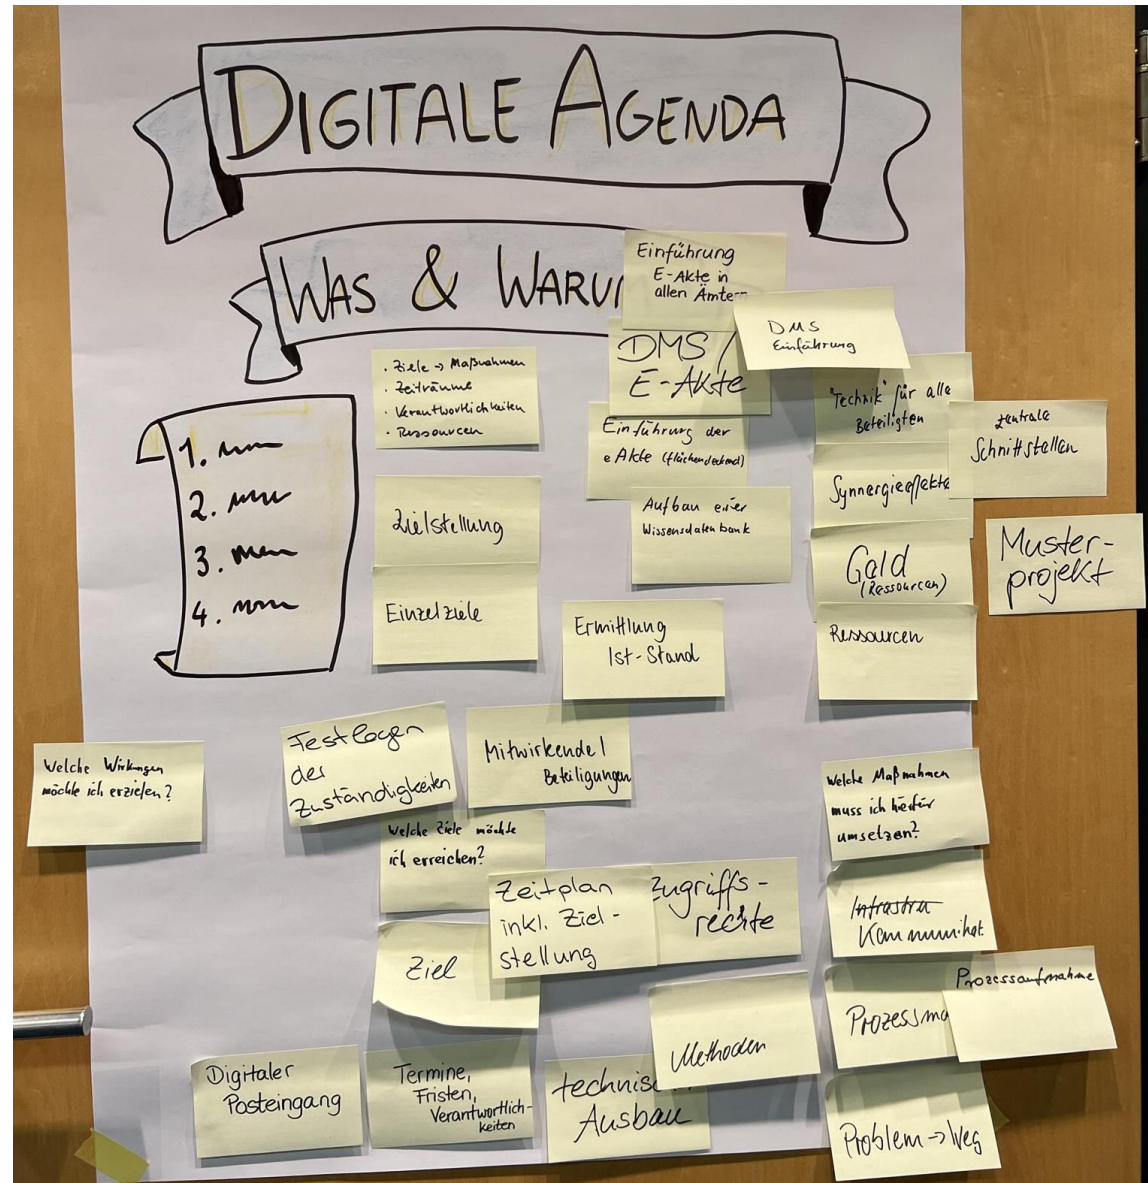 DIGITALE AGENDA
WAS & WARU
Einführung
E-Akte in
allen Ämtern
DMS
Einführung
DMS /
E-Akte
· Ziele → Maßnahmen
· Zeiträume
· Verantwortlichkeiten
· Ressourcen
"Technik" für alle
Beteiligten
zentrale
Schnittstellen
Einführung der
eAkte (flächendeckend)
1.
2.
3.
4.
Synnergieeffekte
Zielstellung
Aufbau einer
Wissensdatenbank
Geld
(Ressourcen)
Muster-
projekt
Einzelziele
Ermittlung
Ist-Stand
Ressourcen
Festlegen
der
Zuständigkeiten
Mitwirkende /
Beteiligungen
Welche Wirkungen
möchte ich erzielen?
Welche Maßnahmen
muss ich hierfür
umsetzen?
Welche Ziele möchte
ich erreichen?
Zeitplan
inkl. Ziel-
stellung
Zugriffs-
rechte
Infrastru
Kommunikat.
Ziel
Prozessma
Prozessaufnahme
Methoden
Digitaler
Posteingang
Termine,
Fristen,
Verantwortlich-
keiten
technisc
Ausbau
Problem → Weg